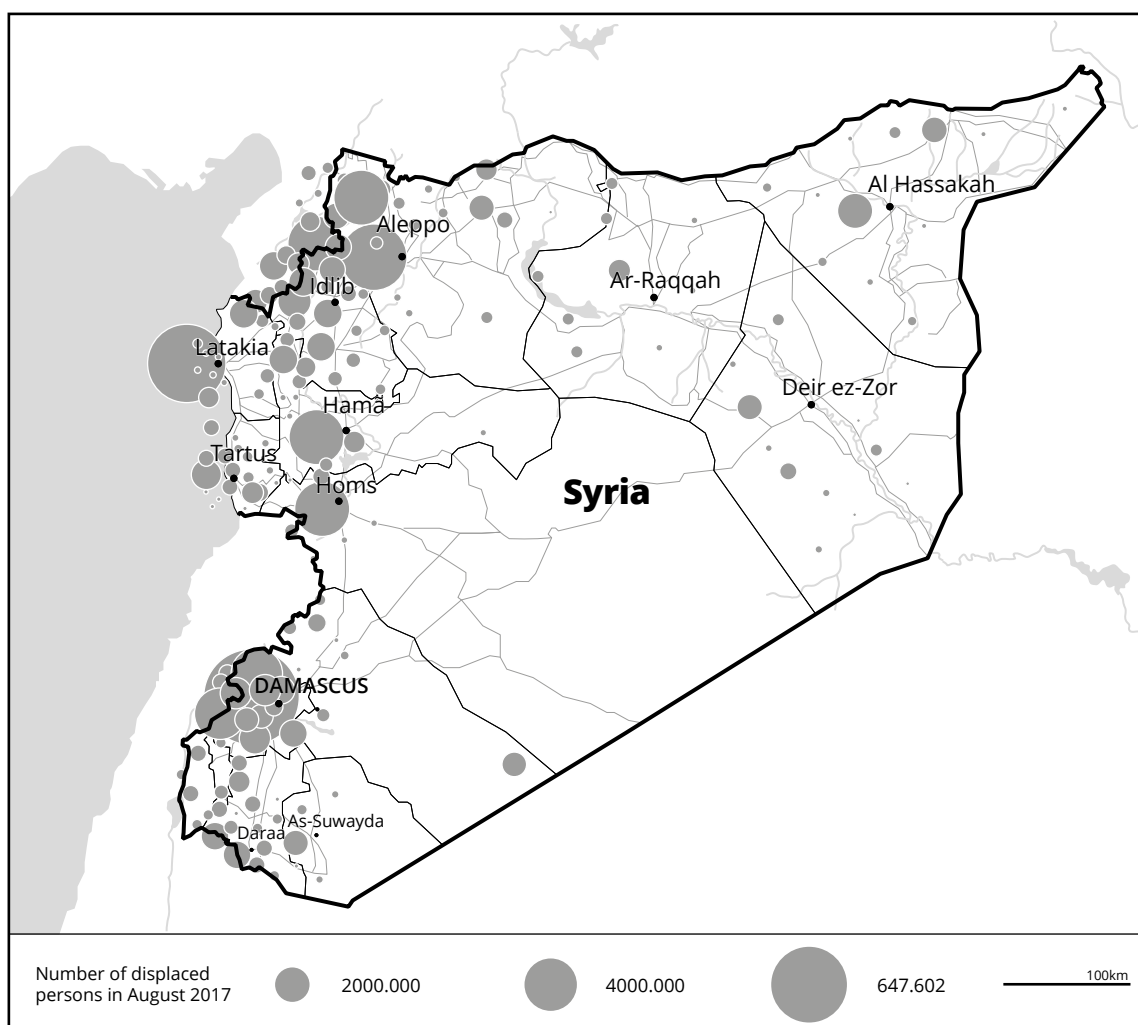 Al Hassakah
Aleppo
Ar-Raqqah
Idlib
Latakia
Deir ez-Zor
Hama
Tartus
Homs
Syria
DAMASCUS
As-Suwayda
Daraa
Number of displaced
persons in August 2017
2000.000
4000.000
647.602
100km